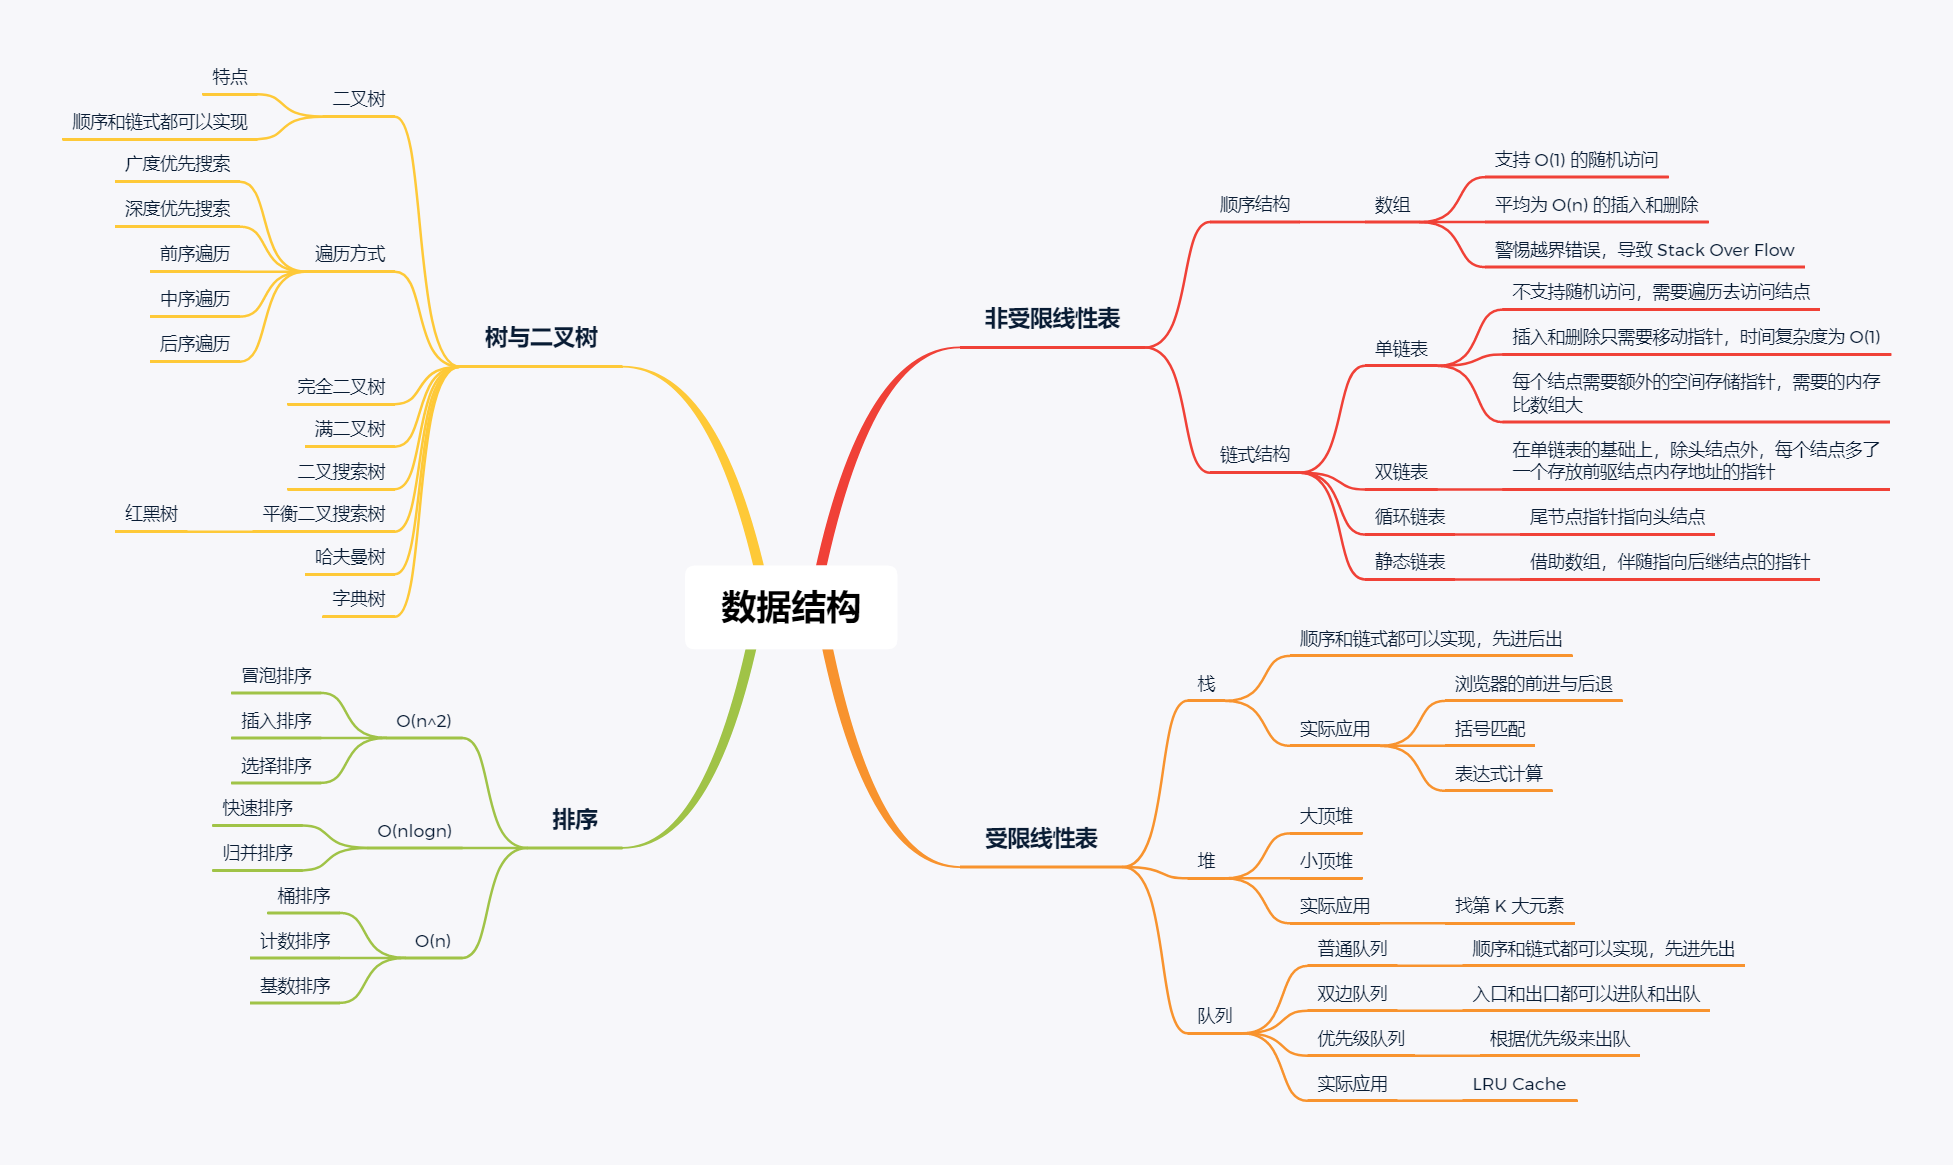 数据结构
树与二叉树
二叉树
特点
顺序和链式都可以实现
遍历方式
广度优先搜索
深度优先搜索
前序遍历
中序遍历
后序遍历
完全二叉树
满二叉树
二叉搜索树
平衡二叉搜索树
红黑树
哈夫曼树
字典树
排序
O(n^2)
冒泡排序
插入排序
选择排序
O(nlogn)
快速排序
归并排序
O(n)
桶排序
计数排序
基数排序
非受限线性表
顺序结构
数组
支持 O(1) 的随机访问
平均为 O(n) 的插入和删除
警惕越界错误，导致 Stack Over Flow
链式结构
单链表
不支持随机访问，需要遍历去访问结点
插入和删除只需要移动指针，时间复杂度为 O(1)
每个结点需要额外的空间存储指针，需要的内存
比数组大
双链表
在单链表的基础上，除头结点外，每个结点多了
一个存放前驱结点内存地址的指针
循环链表
尾节点指针指向头结点
静态链表
借助数组，伴随指向后继结点的指针
受限线性表
栈
顺序和链式都可以实现，先进后出
实际应用
浏览器的前进与后退
括号匹配
表达式计算
堆
大顶堆
小顶堆
实际应用
找第 K 大元素
队列
普通队列
顺序和链式都可以实现，先进先出
双边队列
入口和出口都可以进队和出队
优先级队列
根据优先级来出队
实际应用
LRU Cache